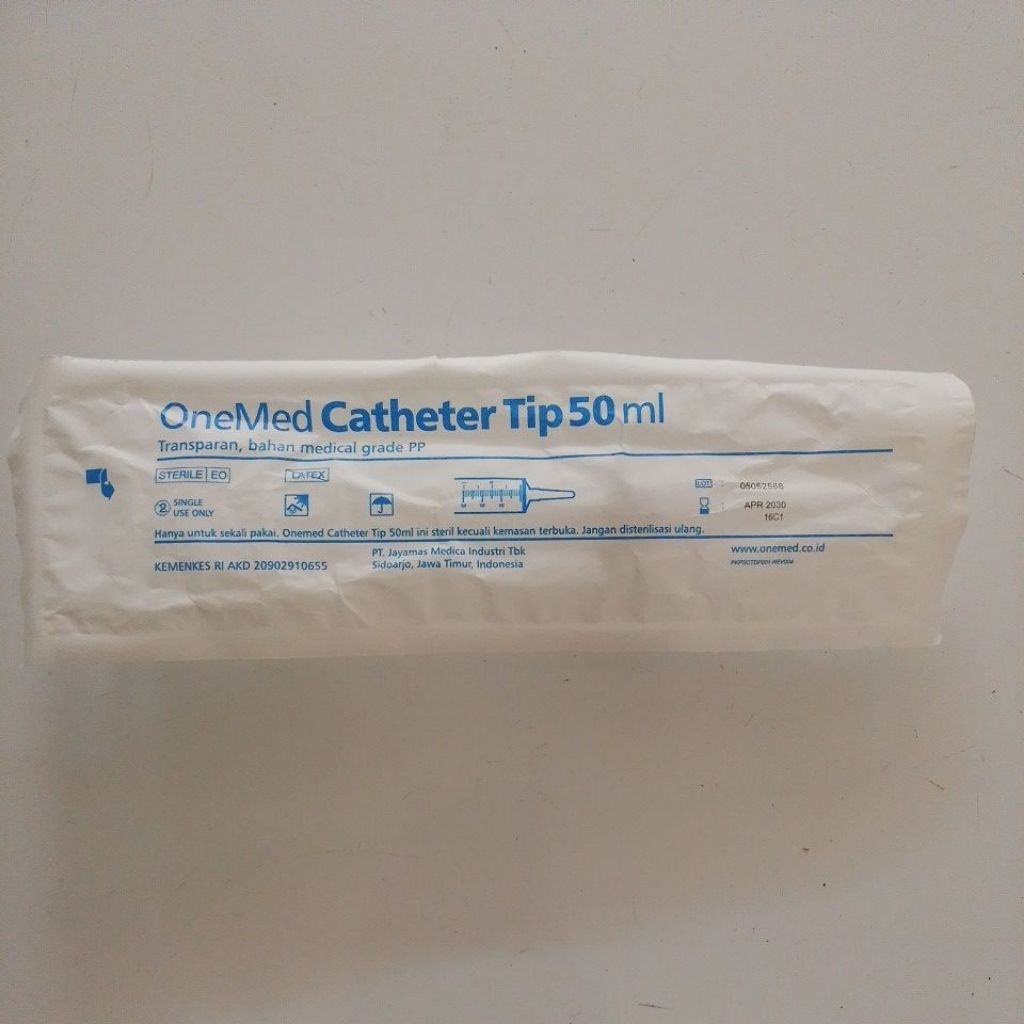 OneMed Catheter Tip 50 ml
Transparan, bahan medical grade PP
STERILE EO
LATEX
2 SINGLE USE ONLY
LOT : 05052588
: APR 2030
16C1
Hanya untuk sekali pakai. Onemed Catheter Tip 50ml ini steril kecuali kemasan terbuka. Jangan disterilisasi ulang.
KEMENKES RI AKD 20902910655
PT. Jayamas Medica Industri Tbk
Sidoarjo, Jawa Timur, Indonesia
www.onemed.co.id